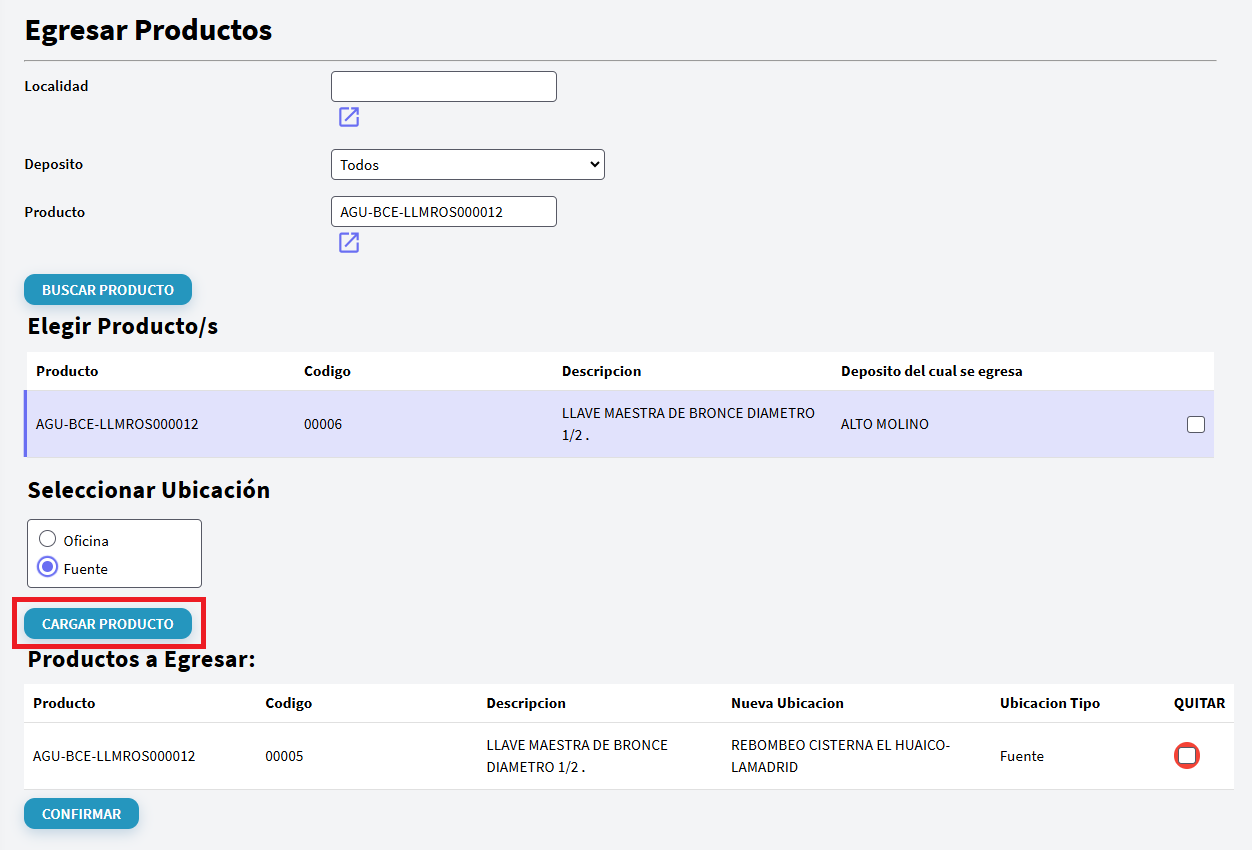 Egresar Productos
Localidad
Deposito
Todos
Producto
AGU-BCE-LLMROS000012
BUSCAR PRODUCTO
Elegir Producto/s
Producto Codigo Descripcion Deposito del cual se egresa
AGU-BCE-LLMROS000012 00006 LLAVE MAESTRA DE BRONCE DIAMETRO ALTO MOLINO
1/2 .
Seleccionar Ubicación
Oficina
Fuente
CARGAR PRODUCTO
Productos a Egresar:
Producto Codigo Descripcion Nueva Ubicacion Ubicacion Tipo QUITAR
AGU-BCE-LLMROS000012 00005 LLAVE MAESTRA DE BRONCE REBOMBEO CISTERNA EL HUAICO- Fuente
DIAMETRO 1/2 . LAMADRID
CONFIRMAR